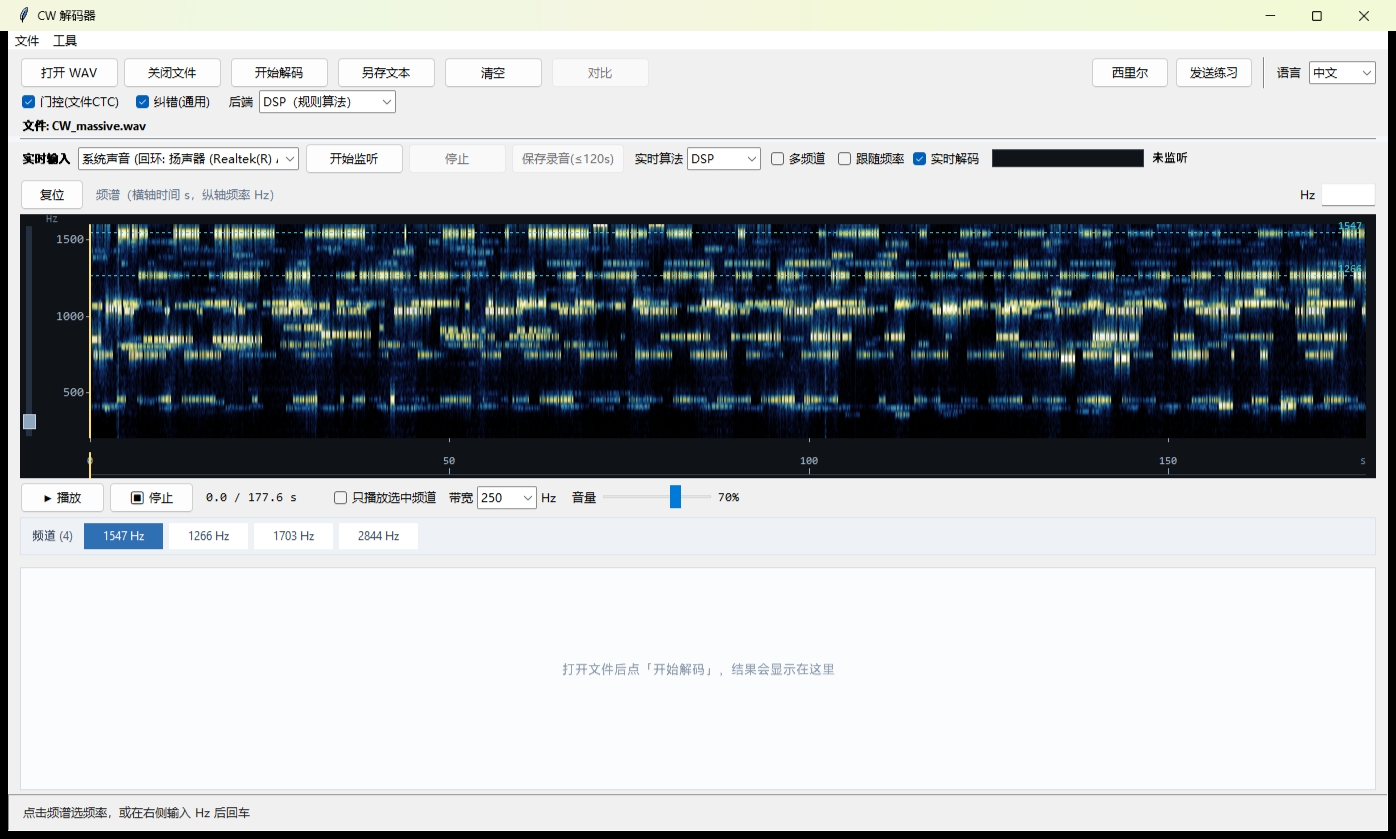 CW 解码器
文件 工具
打开 WAV 关闭文件 开始解码 另存文本 清空 对比 西里尔 发送练习 语言 中文
门控(文件CTC) 纠错(通用) 后端 DSP（规则算法）
文件: CW_massive.wav
实时输入 系统声音 (回环: 扬声器 (Realtek(R) 开始监听 停止 保存录音(≤120s) 实时算法 DSP 多频道 跟随频率 实时解码 未监听
复位 频谱（横轴时间 s，纵轴频率 Hz） Hz
Hz
1547
1500
1266
1000
500
0 50 100 150 s
播放 停止 0.0 / 177.6 s 只播放选中频道 带宽 250 Hz 音量 70%
频道 (4) 1547 Hz 1266 Hz 1703 Hz 2844 Hz
打开文件后点「开始解码」，结果会显示在这里
点击频谱选频率，或在右侧输入 Hz 后回车